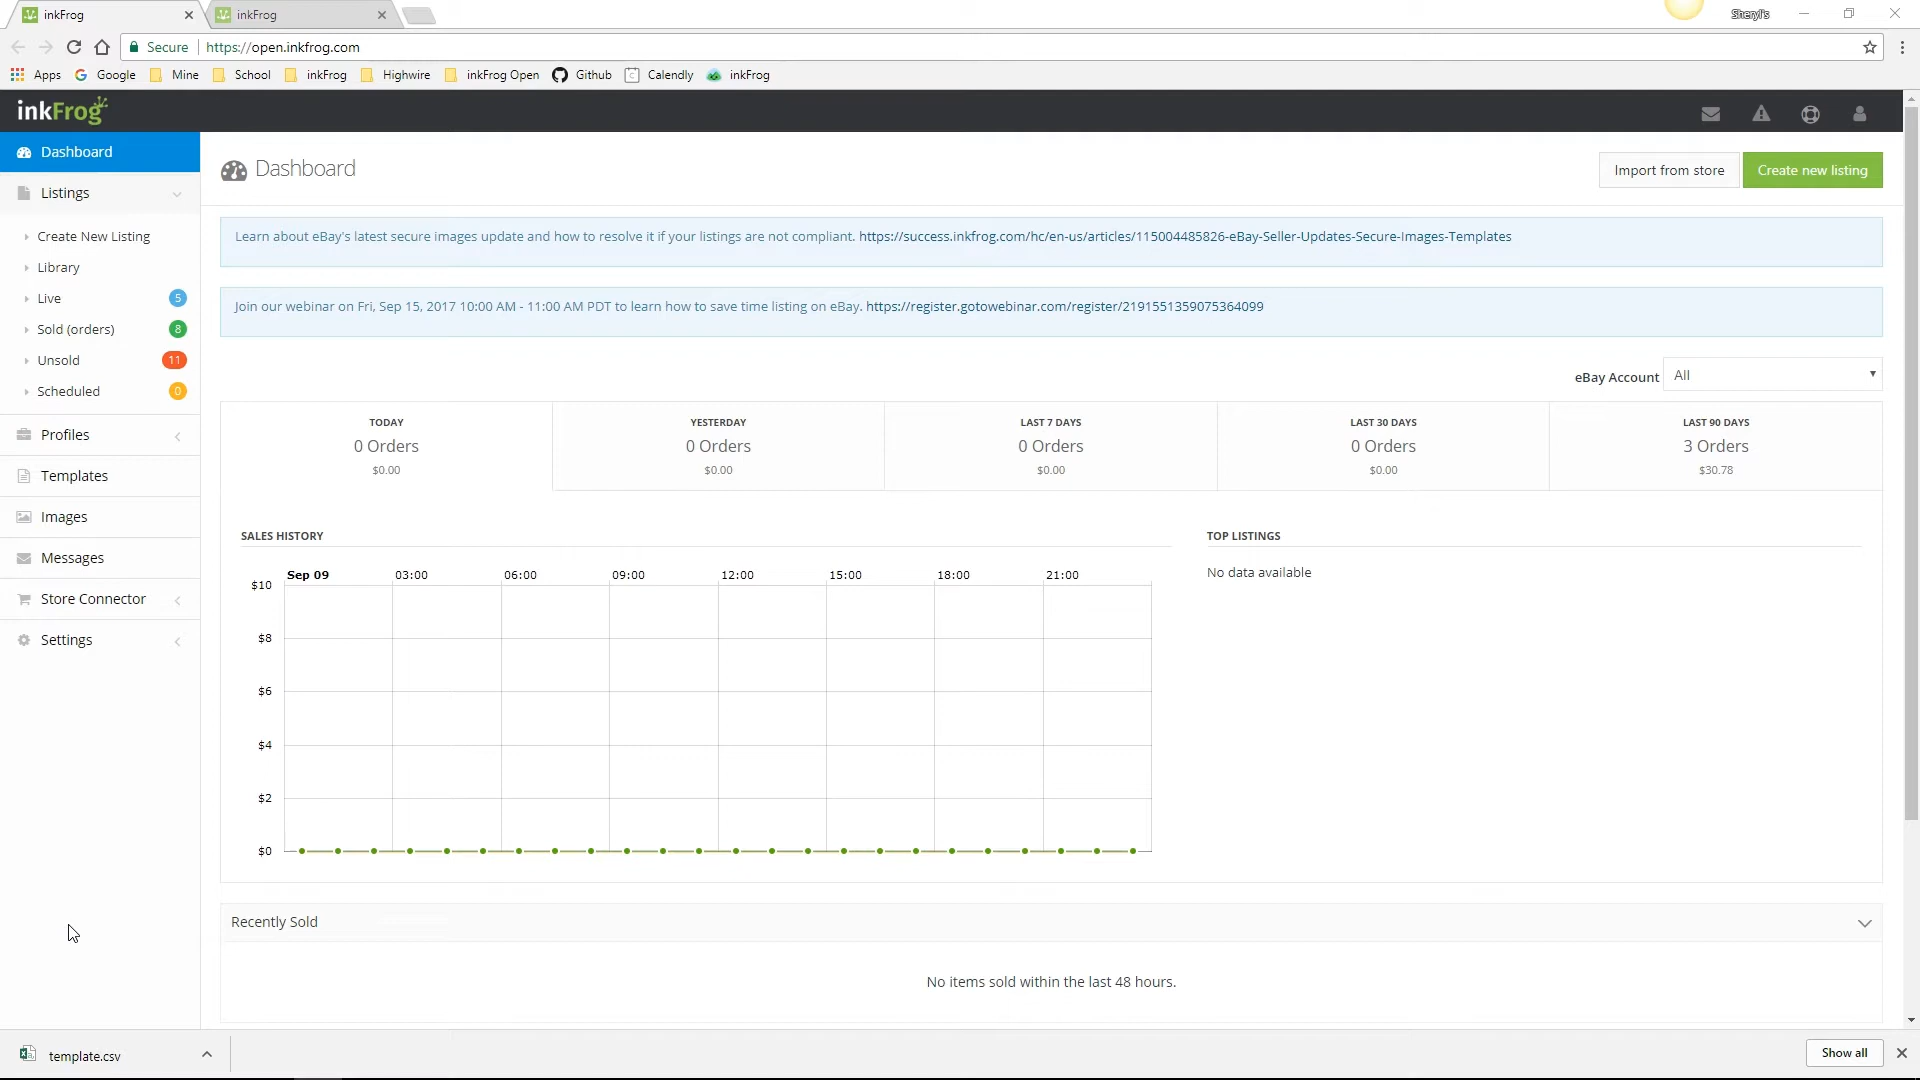 inkFrog
inkFrog
Sheryl's
Secure
https://open.inkfrog.com
Apps
Google
Mine
School
inkFrog
Highwire
inkFrog Open
Github
Calendly
inkFrog
inkFrog
Dashboard
Listings
Create New Listing
Library
Live 5
Sold (orders) 8
Unsold 11
Scheduled 0
Profiles
Templates
Images
Messages
Store Connector
Settings
Dashboard
Import from store
Create new listing
Learn about eBay's latest secure images update and how to resolve it if your listings are not compliant. https://success.inkfrog.com/hc/en-us/articles/115004485826-eBay-Seller-Updates-Secure-Images-Templates
Join our webinar on Fri, Sep 15, 2017 10:00 AM - 11:00 AM PDT to learn how to save time listing on eBay. https://register.gotowebinar.com/register/2191551359075364099
eBay Account All
TODAY
0 Orders
$0.00
YESTERDAY
0 Orders
$0.00
LAST 7 DAYS
0 Orders
$0.00
LAST 30 DAYS
0 Orders
$0.00
LAST 90 DAYS
3 Orders
$30.78
SALES HISTORY
Sep 09 03:00 06:00 09:00 12:00 15:00 18:00 21:00
$10
$8
$6
$4
$2
$0
TOP LISTINGS
No data available
Recently Sold
No items sold within the last 48 hours.
template.csv
Show all